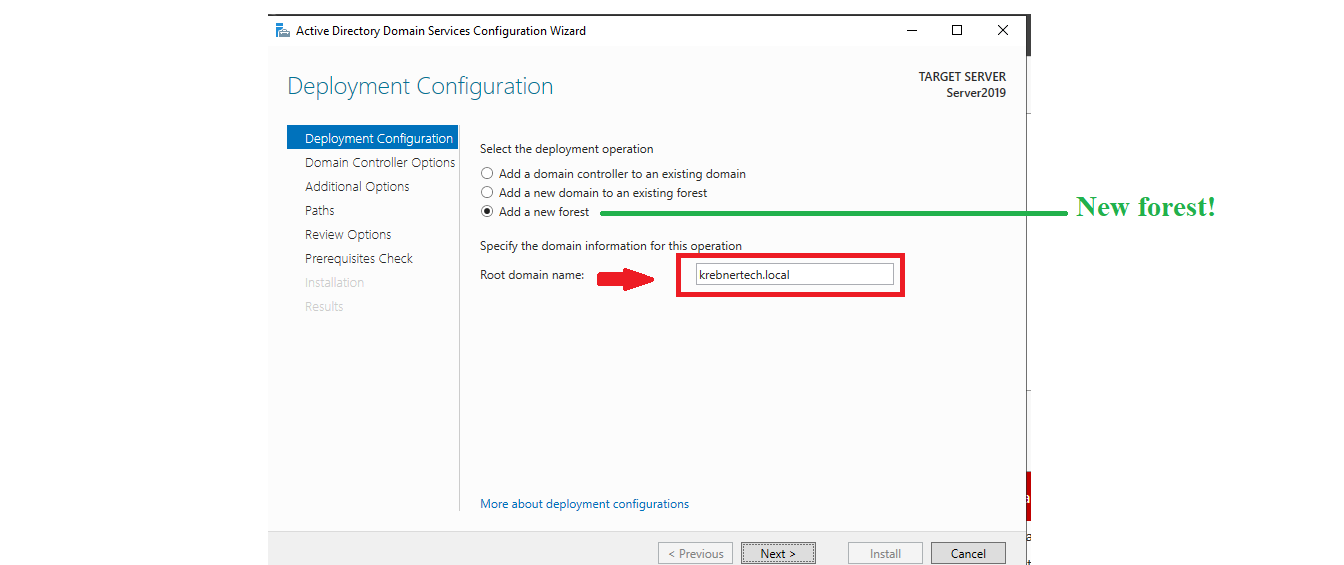 Active Directory Domain Services Configuration Wizard
Deployment Configuration
TARGET SERVER
Server2019
Deployment Configuration
Domain Controller Options
Additional Options
Paths
Review Options
Prerequisites Check
Installation
Results
Select the deployment operation
Add a domain controller to an existing domain
Add a new domain to an existing forest
Add a new forest
New forest!
Specify the domain information for this operation
Root domain name:
krebnertech.local
More about deployment configurations
< Previous
Next >
Install
Cancel